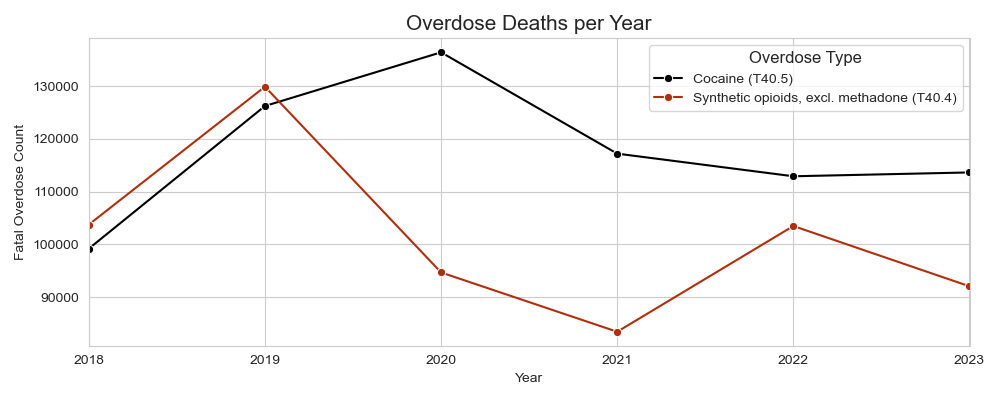 Overdose Deaths per Year
Overdose Type
Cocaine (T40.5)
Synthetic opioids, excl. methadone (T40.4)
Fatal Overdose Count
130000
120000
110000
100000
90000
2018 2019 2020 2021 2022 2023
Year